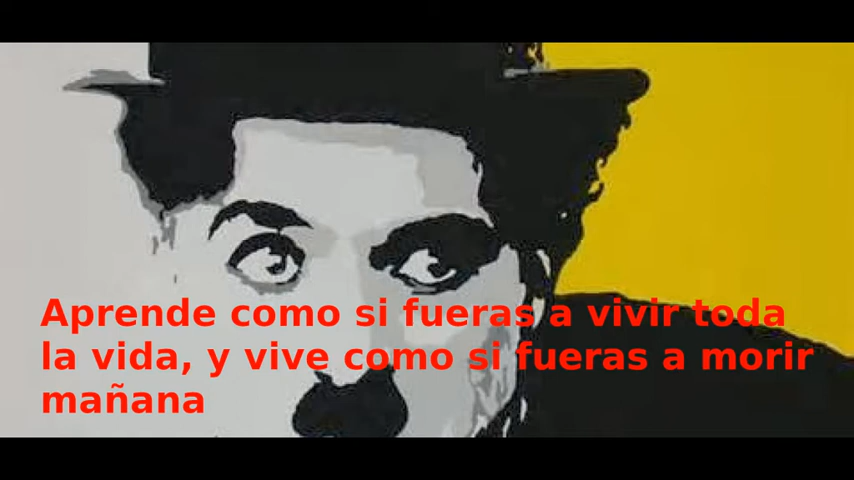 Aprende como si fueras a vivir toda
la vida, y vive como si fueras a morir
mañana